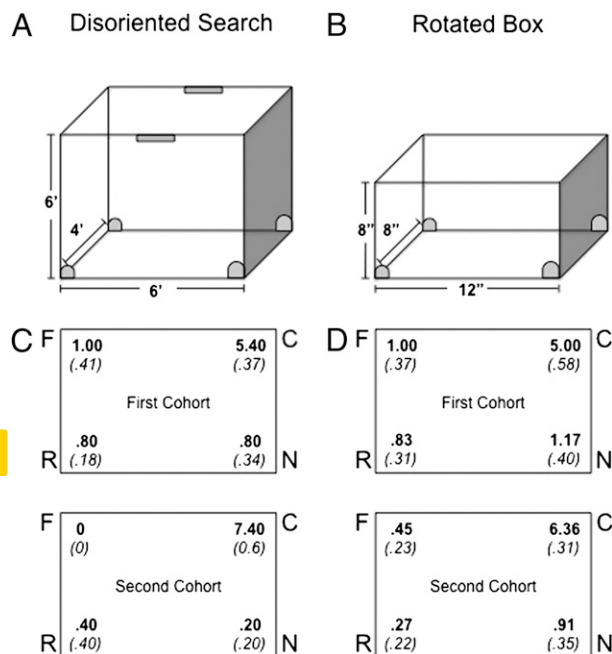 A Disoriented Search
B Rotated Box
6'
4'
6'
8"
8"
12"
C
F 1.00 5.40 C
(.41) (.37)
First Cohort
.80 .80
R (.18) (.34) N
F 0 7.40 C
(0) (0.6)
Second Cohort
.40 .20
R (.40) (.20) N
D
F 1.00 5.00 C
(.37) (.58)
First Cohort
.83 1.17
R (.31) (.40) N
F .45 6.36 C
(.23) (.31)
Second Cohort
.27 .91
R (.22) (.35) N